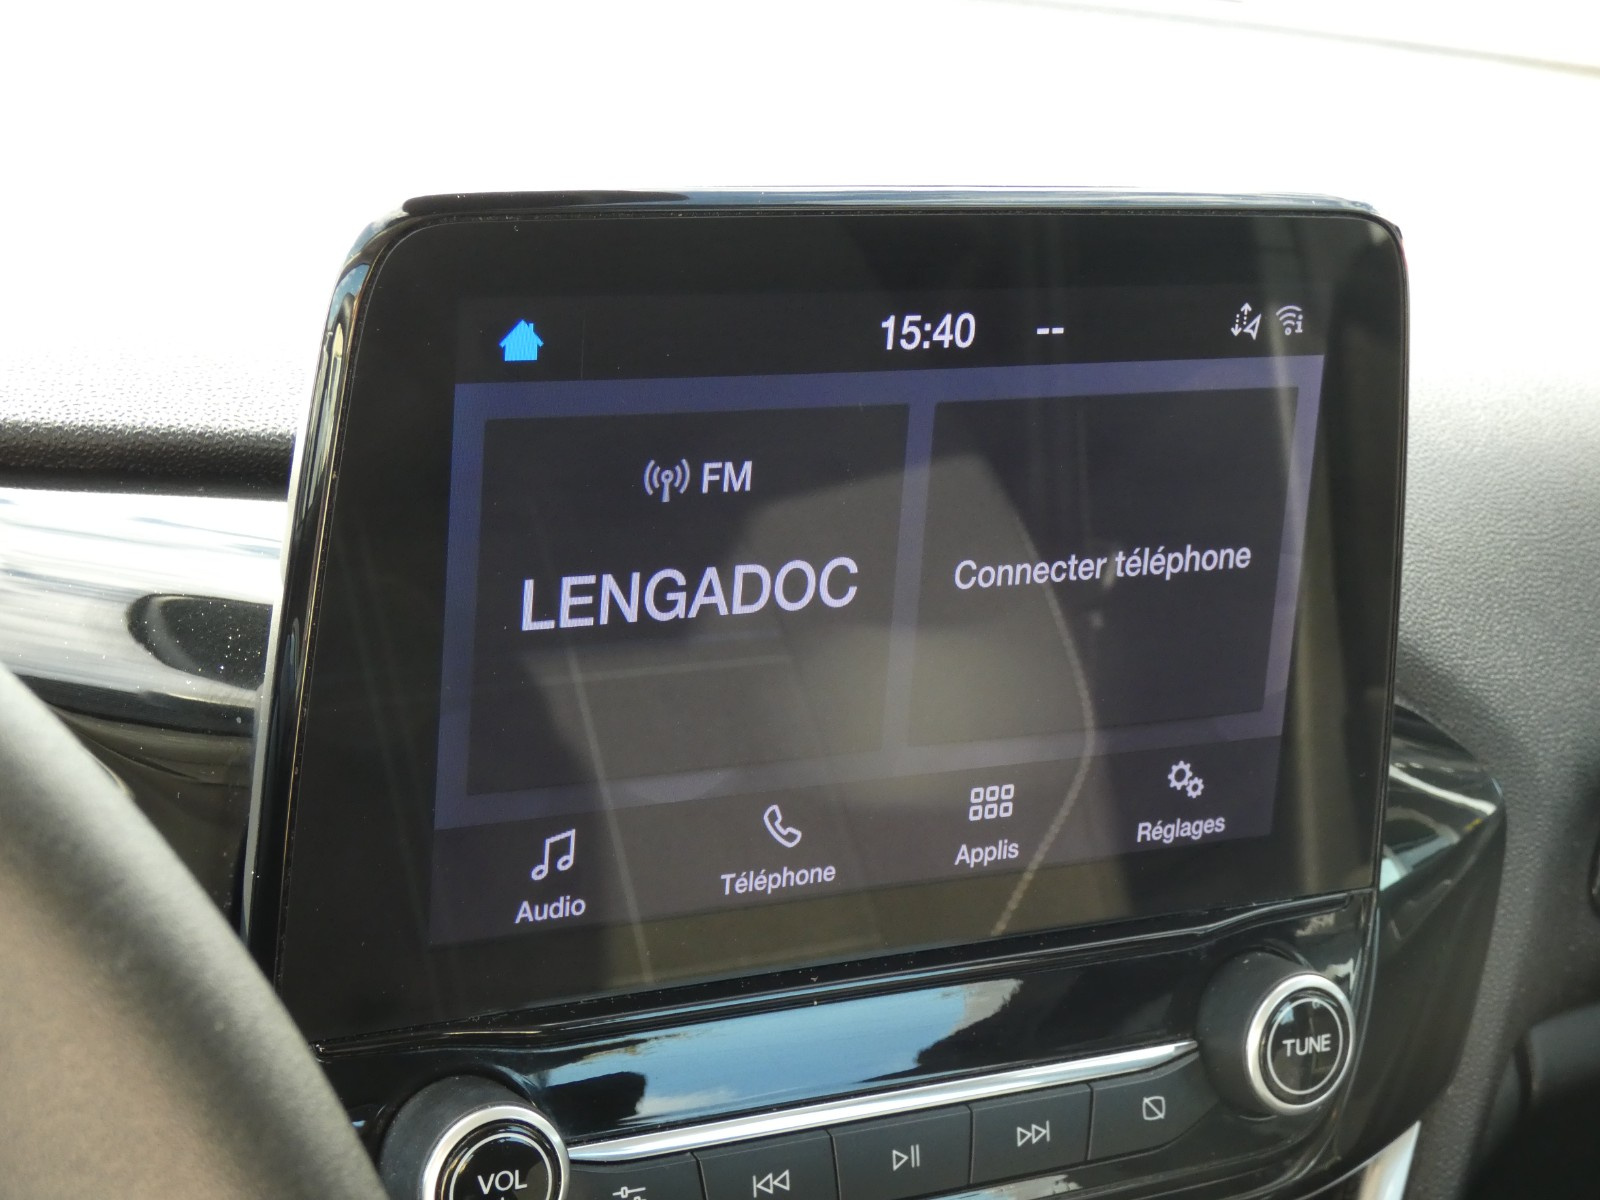 15:40 --
FM
LENGADOC
Connecter téléphone
Audio
Téléphone
Applis
Réglages
TUNE
VOL